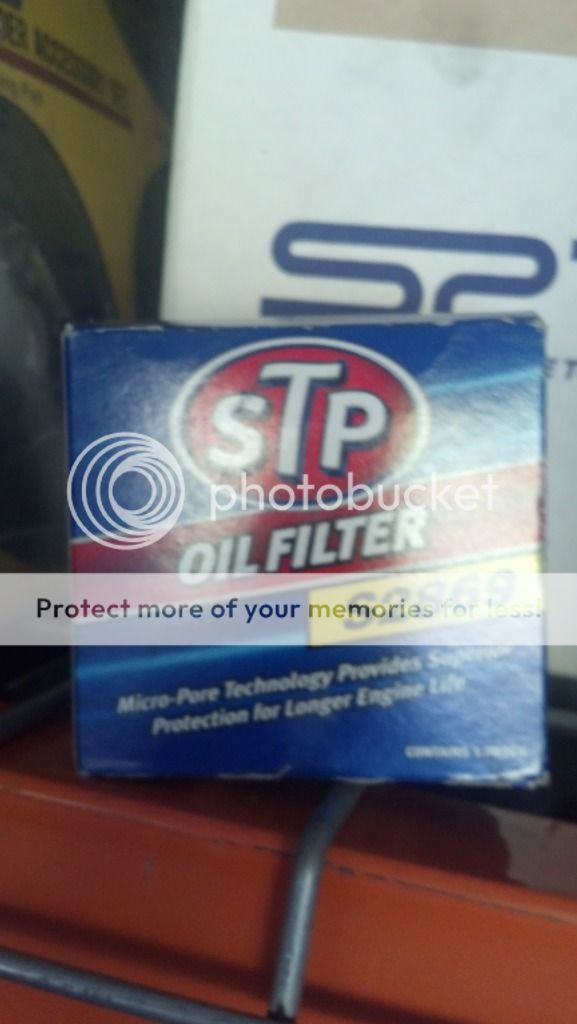 STP
photobucket
OIL FILTER
Protect more of your memories for less!
S2869
Micro-Pore Technology Provides Superior
Protection for Longer Engine Life